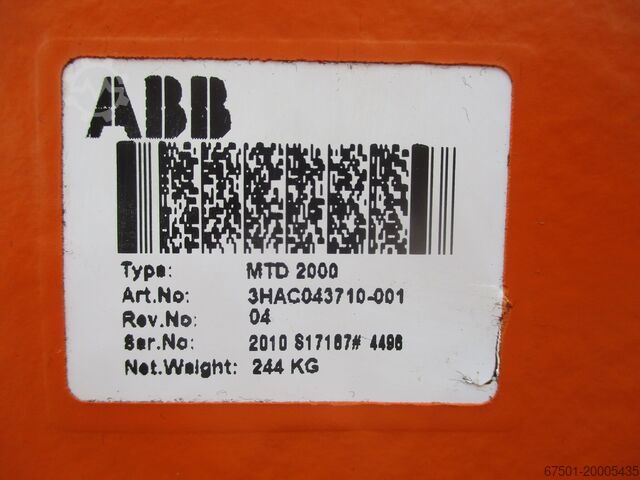 ABB
Type: MTD 2000
Art.No: 3HAC043710-001
Rev.No: 04
Ser.No: 2010 S17167# 4496
Net.Weight: 244 KG
67501-20005435